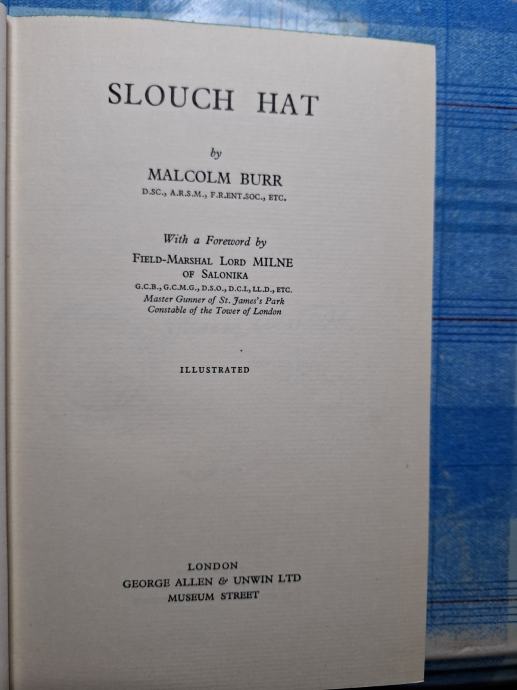 SLOUCH HAT
by
MALCOLM BURR
D.SC., A.R.S.M., F.R.ENT.SOC., ETC.
With a Foreword by
FIELD-MARSHAL LORD MILNE
OF SALONIKA
G.C.B., G.C.M.G., D.S.O., D.C.L, LL.D., ETC.
Master Gunner of St. James's Park
Constable of the Tower of London
ILLUSTRATED
LONDON
GEORGE ALLEN & UNWIN LTD
MUSEUM STREET